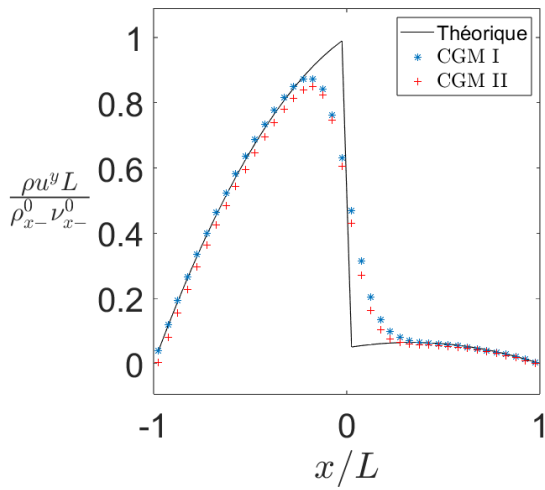 Théorique
CGM I
CGM II
1
0.8
0.6
0.4
0.2
0
ρu^y L / ρ^0_{x−} ν^0_{x−}
-1 0 1
x/L